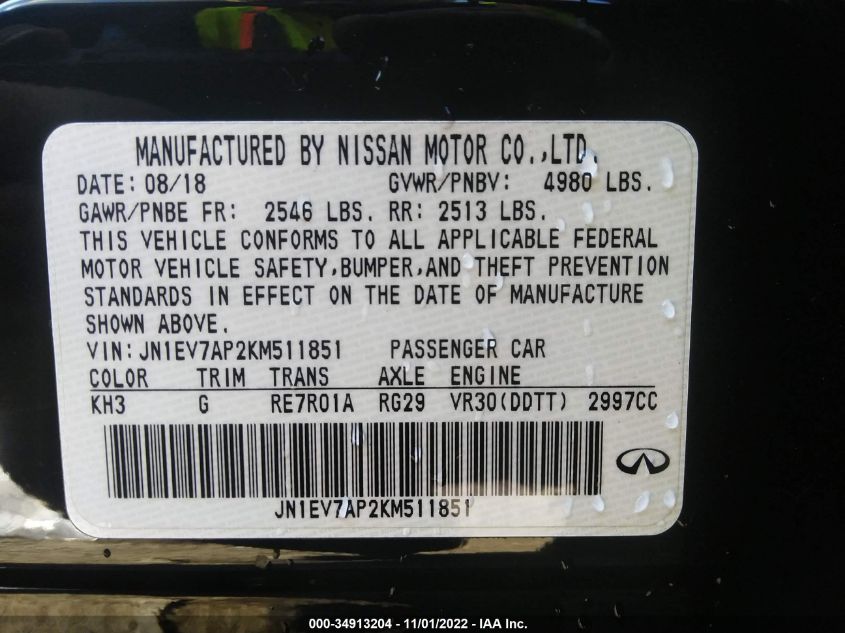 MANUFACTURED BY NISSAN MOTOR CO.,LTD.
DATE: 08/18 GVWR/PNBV: 4980 LBS.
GAWR/PNBE FR: 2546 LBS. RR: 2513 LBS.
THIS VEHICLE CONFORMS TO ALL APPLICABLE FEDERAL
MOTOR VEHICLE SAFETY,BUMPER,AND THEFT PREVENTION
STANDARDS IN EFFECT ON THE DATE OF MANUFACTURE
SHOWN ABOVE.
VIN: JN1EV7AP2KM511851 PASSENGER CAR
COLOR TRIM TRANS AXLE ENGINE
KH3 G RE7R01A RG29 VR30(DDTT) 2997CC
JN1EV7AP2KM511851
000-34913204 - 11/01/2022 - IAA Inc.